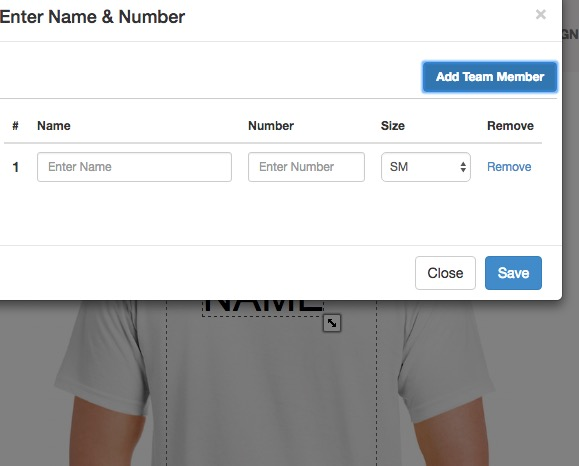 Enter Name & Number ×
GN
Add Team Member
# Name Number Size Remove
1 Enter Name Enter Number SM Remove
Close Save
NAME